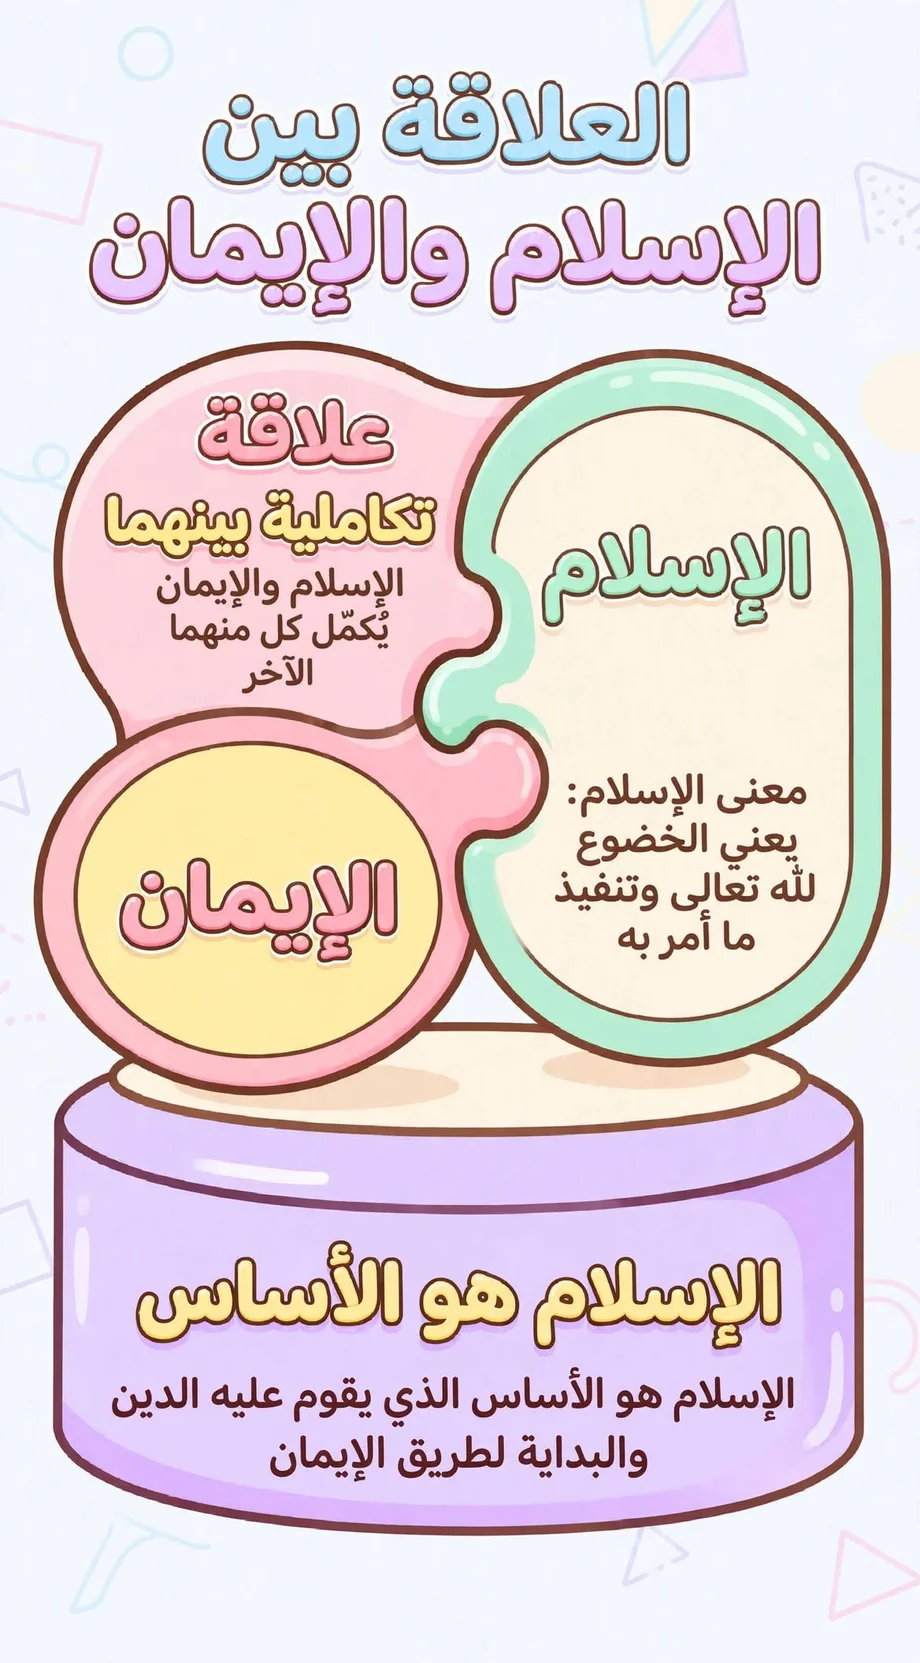 العلاقة بين
الإسلام والإيمان
الإسلام
معنى الإسلام:
يعني الخضوع
لله تعالى وتنفيذ
ما أمر به
علاقة
تكاملية بينهما
الإسلام والإيمان
يُكمّل كل منهما
الآخر
الإيمان
الإسلام هو الأساس
الإسلام هو الأساس الذي يقوم عليه الدين
والبداية لطريق الإيمان